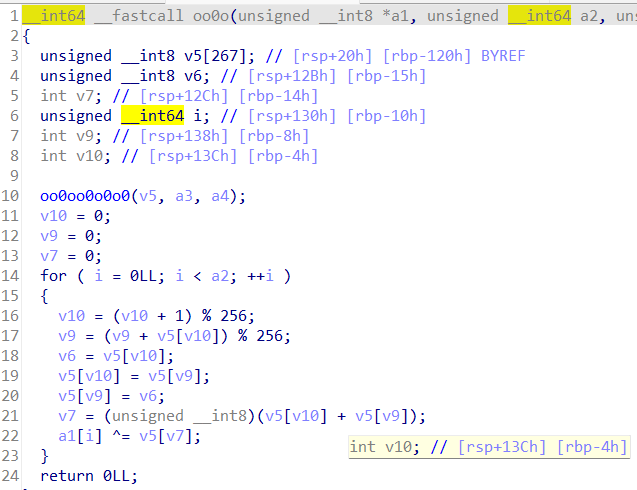 1 __int64 __fastcall oo0o(unsigned __int8 *a1, unsigned __int64 a2, un
2 {
3 unsigned __int8 v5[267]; // [rsp+20h] [rbp-120h] BYREF
4 unsigned __int8 v6; // [rsp+12Bh] [rbp-15h]
5 int v7; // [rsp+12Ch] [rbp-14h]
6 unsigned __int64 i; // [rsp+130h] [rbp-10h]
7 int v9; // [rsp+138h] [rbp-8h]
8 int v10; // [rsp+13Ch] [rbp-4h]
9
10 oo0oo0o0o0(v5, a3, a4);
11 v10 = 0;
12 v9 = 0;
13 v7 = 0;
14 for ( i = 0LL; i < a2; ++i )
15 {
16 v10 = (v10 + 1) % 256;
17 v9 = (v9 + v5[v10]) % 256;
18 v6 = v5[v10];
19 v5[v10] = v5[v9];
20 v5[v9] = v6;
21 v7 = (unsigned __int8)(v5[v10] + v5[v9]);
22 a1[i] ^= v5[v7];
int v10; // [rsp+13Ch] [rbp-4h]
23 }
24 return 0LL;